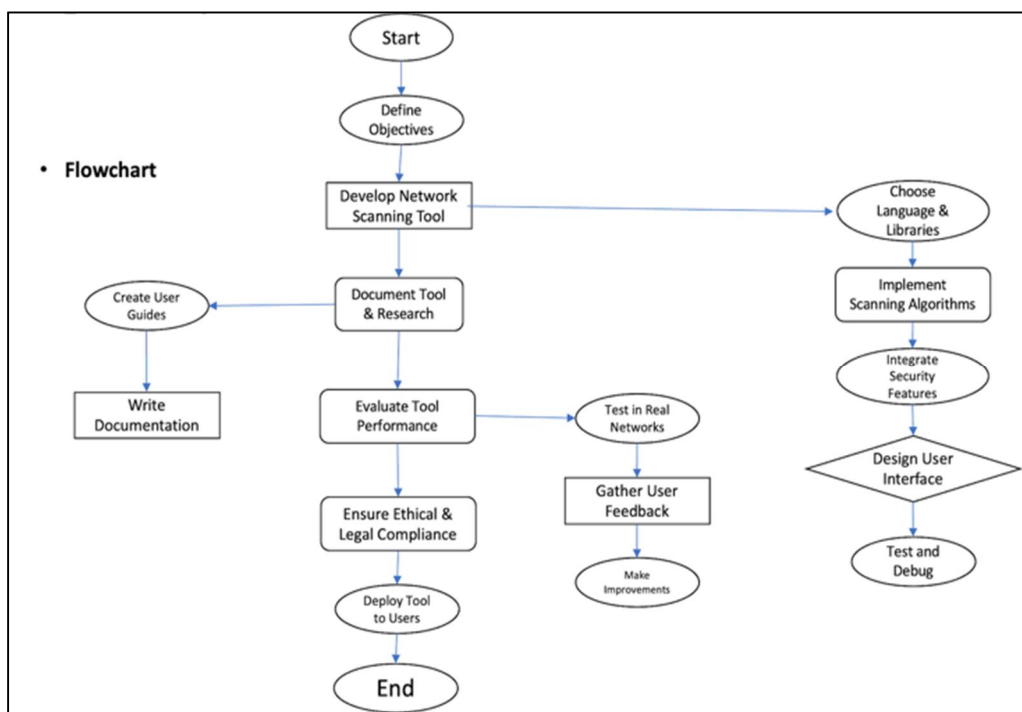 Start
Define
Objectives
• Flowchart
Develop Network
Scanning Tool
Choose
Language &
Libraries
Document Tool
& Research
Create User
Guides
Write
Documentation
Implement
Scanning Algorithms
Integrate
Security
Features
Evaluate Tool
Performance
Test in Real
Networks
Gather User
Feedback
Make
Improvements
Design User
Interface
Test and
Debug
Ensure Ethical &
Legal Compliance
Deploy Tool
to Users
End